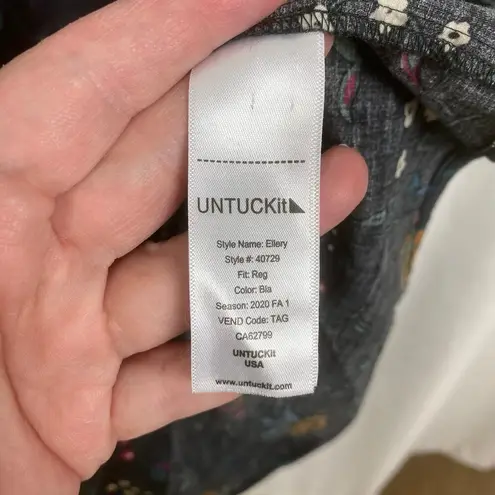 UNTUCKit
Style Name: Ellery
Style #: 40729
Fit: Reg
Color: Bla
Season: 2020 FA 1
VEND Code: TAG
CA62799
UNTUCKit
USA
www.untuckit.com